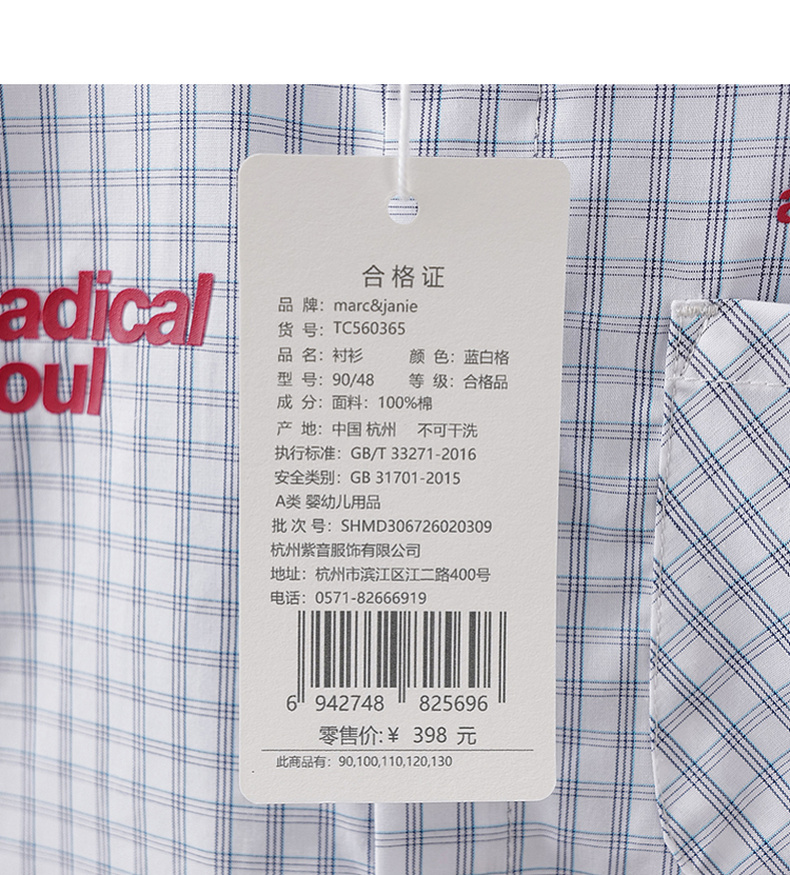 adical
oul
合格证
品 牌：marc&janie
货 号：TC560365
品 名：衬衫 颜 色：蓝白格
型 号：90/48 等 级：合格品
成 分：面料：100%棉
产 地：中国 杭州 不可干洗
执行标准：GB/T 33271-2016
安全类别：GB 31701-2015
A类 婴幼儿用品
批 次 号：SHMD306726020309
杭州紫音服饰有限公司
地址：杭州市滨江区江二路400号
电话：0571-82666919
6 942748 825696
零售价:¥ 398 元
此商品有：90,100,110,120,130